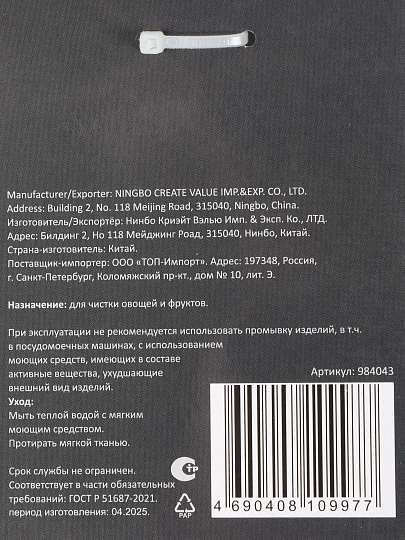 Manufacturer/Exporter: NINGBO CREATE VALUE IMP.&EXP. CO., LTD.
Address: Building 2, No. 118 Meijing Road, 315040, Ningbo, China.
Изготовитель/Экспортёр: Нинбо Криэйт Вэлью Имп. & Эксп. Ко., ЛТД.
Адрес: Билдинг 2, Но 118 Мейджинг Роад, 315040, Нинбо, Китай.
Страна-изготовитель: Китай.
Поставщик-импортер: ООО «ТОП-Импорт». Адрес: 197348, Россия,
г. Санкт-Петербург, Коломяжский пр-кт., дом № 10, лит. Э.
Назначение: для чистки овощей и фруктов.
При эксплуатации не рекомендуется использовать промывку изделий, в т.ч.
в посудомоечных машинах, с использованием
моющих средств, имеющих в составе
активные вещества, ухудшающие
внешний вид изделий.
Уход:
Мыть теплой водой с мягким
моющим средством.
Протирать мягкой тканью.
Артикул: 984043
Срок службы не ограничен.
Соответствует в части обязательных
требований: ГОСТ Р 51687-2021.
период изготовления: 04.2025.
СТР
PAP
4 690408 109977